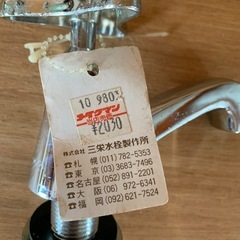 10 980
¥2030
株式会社 三栄水栓製作所
札幌 (011) 782-5353
東京 (03) 3683-7496
名古屋 (052) 891-2201
大阪 (06) 972-6341
福岡 (092) 621-7524